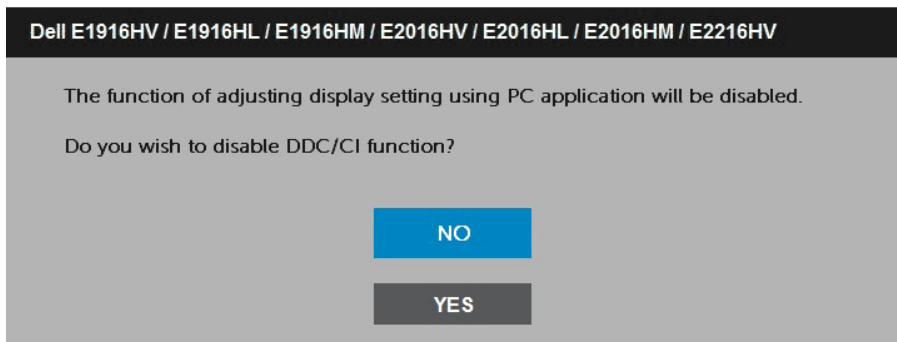 Dell E1916HV / E1916HL / E1916HM / E2016HV / E2016HL / E2016HM / E2216HV
The function of adjusting display setting using PC application will be disabled.
Do you wish to disable DDC/CI function?
NO
YES